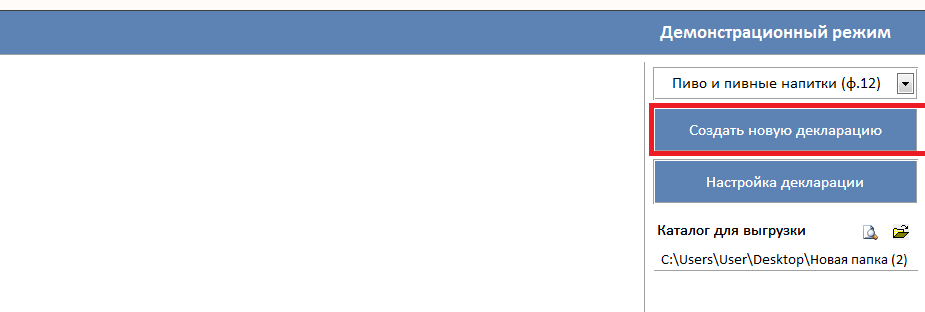 Демонстрационный режим
Пиво и пивные напитки (ф.12)
Создать новую декларацию
Настройка декларации
Каталог для выгрузки
C:\Users\User\Desktop\Новая папка (2)